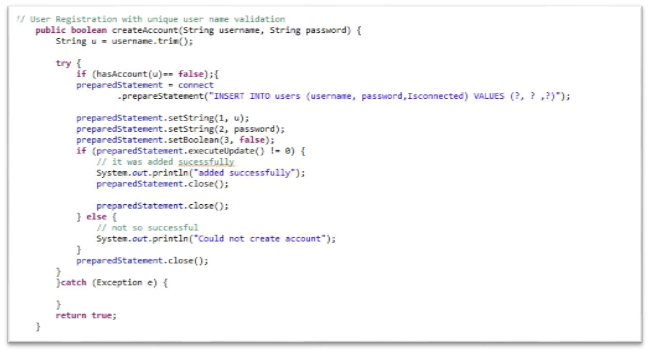 // User Registration with unique user name validation
public boolean createAccount(String username, String password) {
String u = username.trim();
try {
if (hasAccount(u)== false);{
preparedStatement = connect
.prepareStatement("INSERT INTO users (username, password,Isconnected) VALUES (?, ? ,?)");
preparedStatement.setString(1, u);
preparedStatement.setString(2, password);
preparedStatement.setBoolean(3, false);
if (preparedStatement.executeUpdate() != 0) {
// it was added sucessfully
System.out.println("added successfully");
preparedStatement.close();
preparedStatement.close();
} else {
// not so successful
System.out.println("Could not create account");
}
preparedStatement.close();
}
}catch (Exception e) {
}
return true;
}